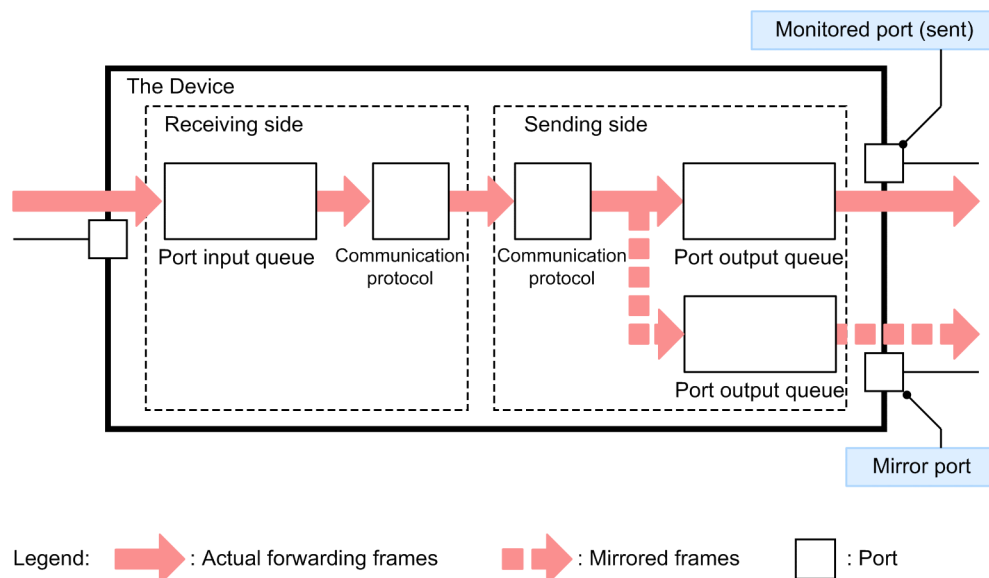 Monitored port (sent)
The Device
Receiving side
Sending side
Port input queue
Communication
protocol
Communication
protocol
Port output queue
Port output queue
Mirror port
Legend:
: Actual forwarding frames
: Mirrored frames
: Port